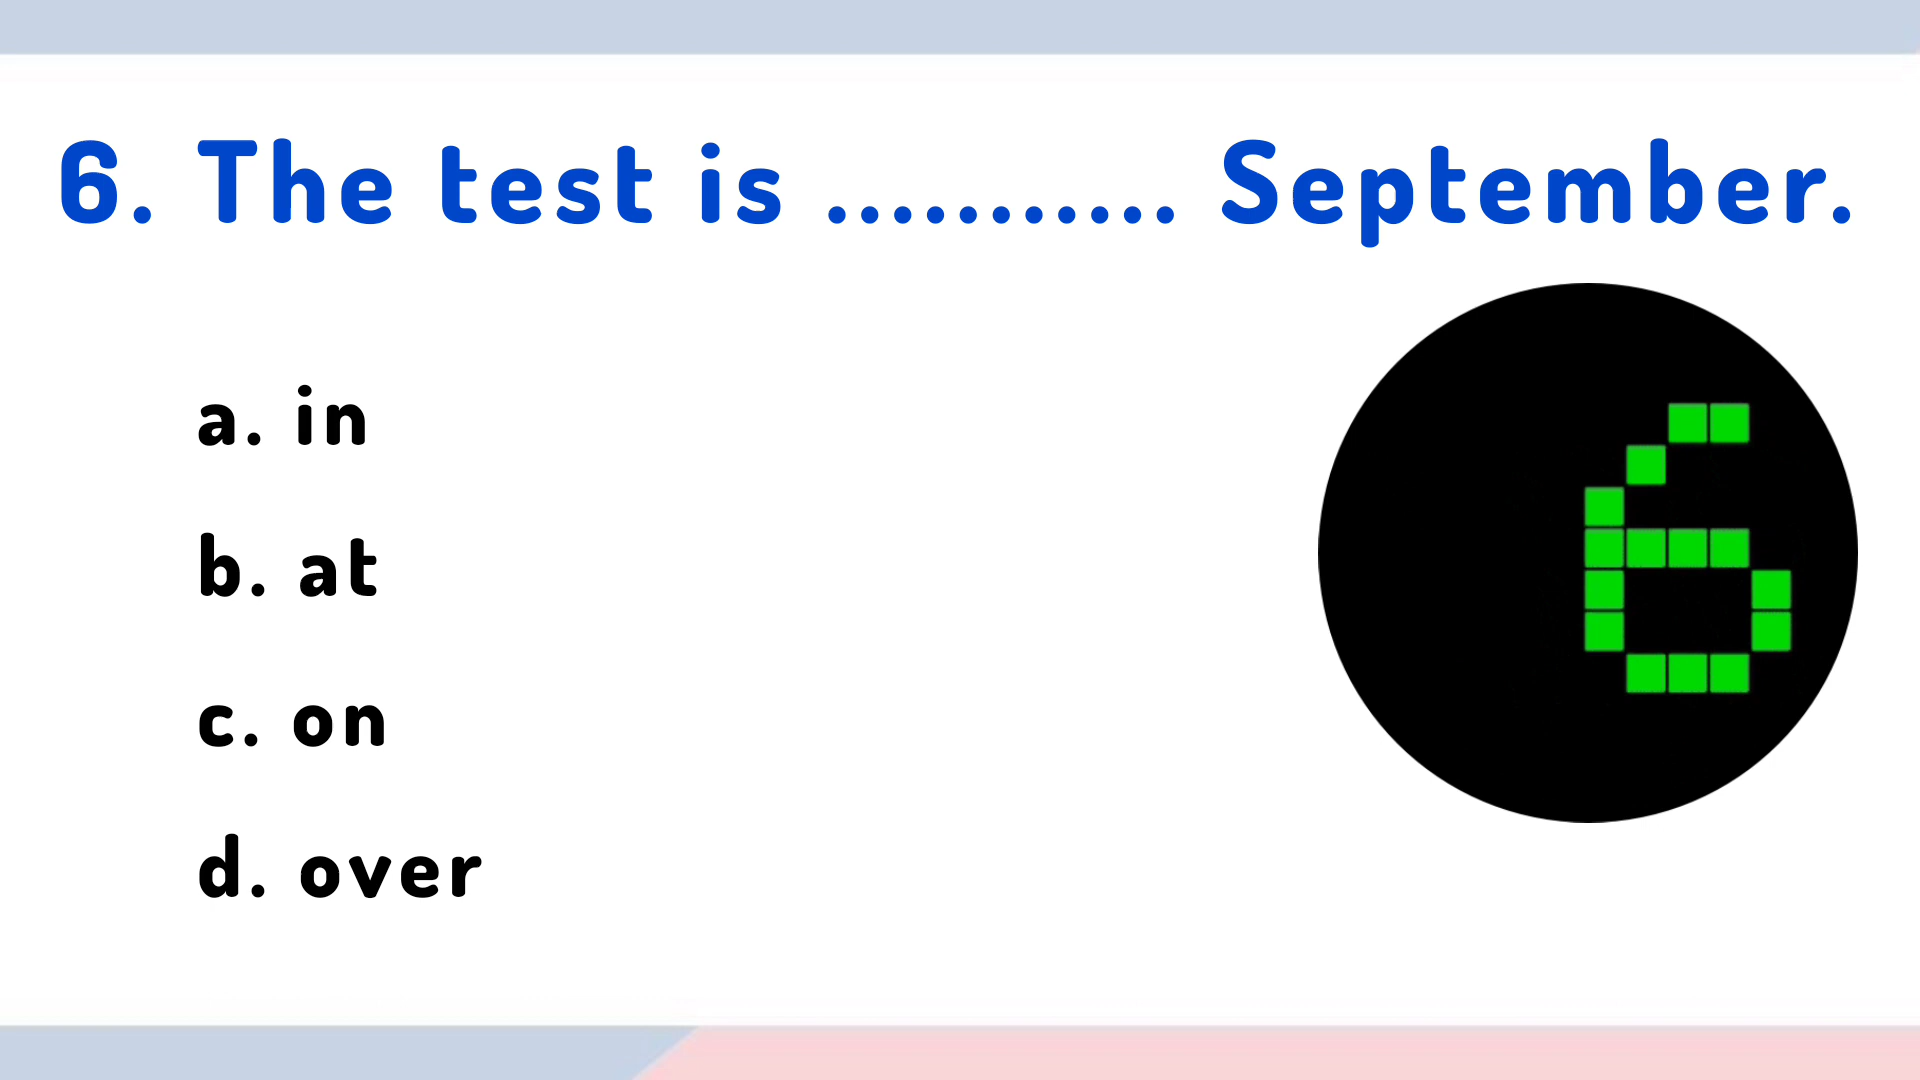 6. The test is ........... September.
a. in
b. at
c. on
d. over
6